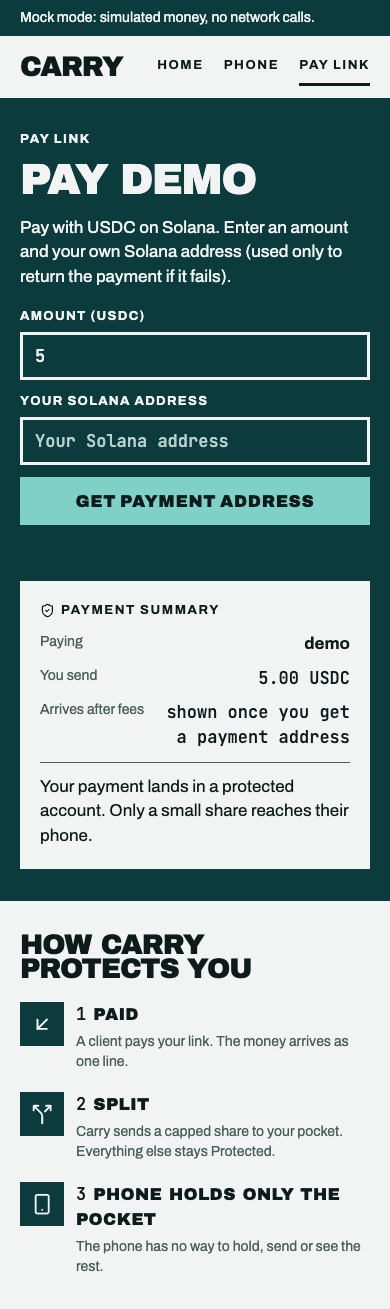 Mock mode: simulated money, no network calls.
CARRY
HOME PHONE PAY LINK
PAY LINK
PAY DEMO
Pay with USDC on Solana. Enter an amount
and your own Solana address (used only to
return the payment if it fails).
AMOUNT (USDC)
5
YOUR SOLANA ADDRESS
Your Solana address
GET PAYMENT ADDRESS
PAYMENT SUMMARY
Paying demo
You send 5.00 USDC
Arrives after fees shown once you get
a payment address
Your payment lands in a protected
account. Only a small share reaches their
phone.
HOW CARRY
PROTECTS YOU
1 PAID
A client pays your link. The money arrives as
one line.
2 SPLIT
Carry sends a capped share to your pocket.
Everything else stays Protected.
3 PHONE HOLDS ONLY THE
POCKET
The phone has no way to hold, send or see the
rest.